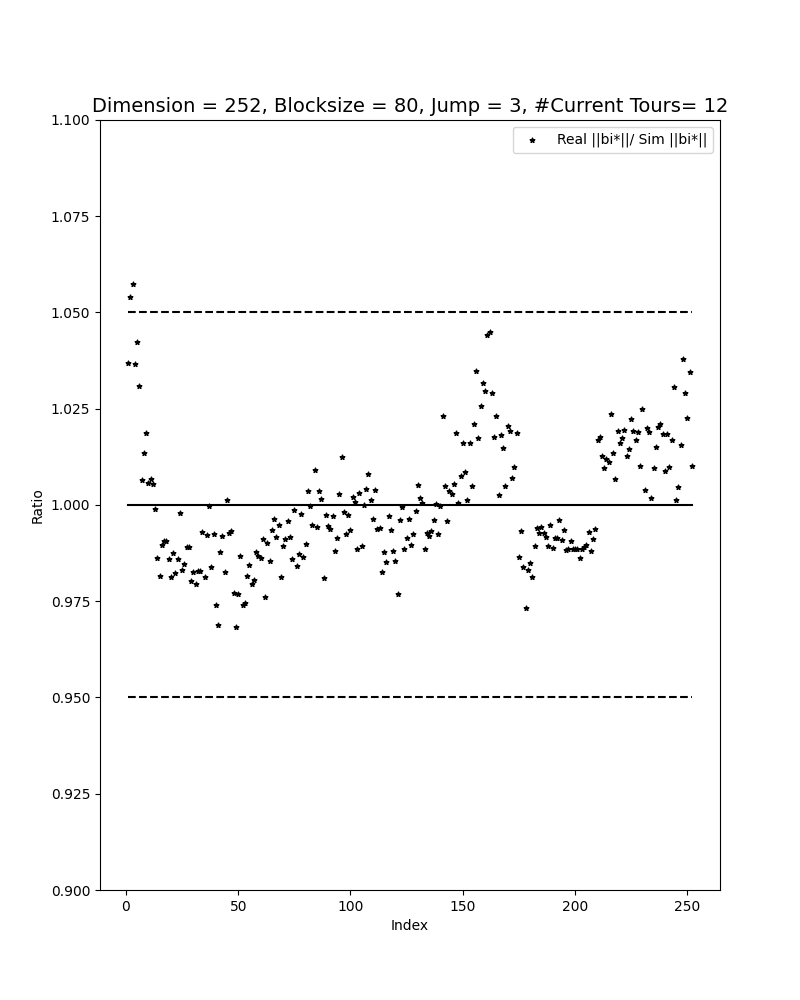 Dimension = 252, Blocksize = 80, Jump = 3, #Current Tours= 12
Real ||bi*||/ Sim ||bi*||
1.100
1.075
1.050
1.025
1.000
0.975
0.950
0.925
0.900
Ratio
0 50 100 150 200 250
Index